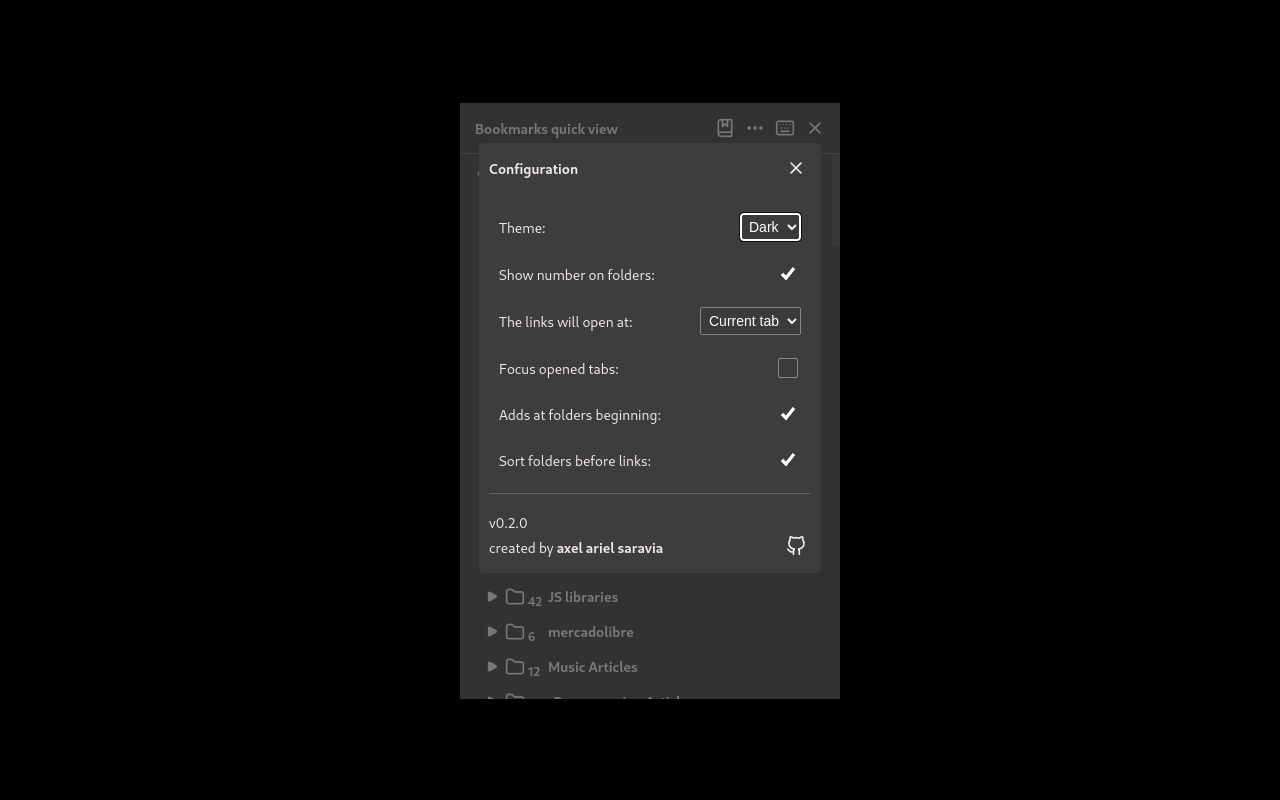 Bookmarks quick view
Configuration
Theme: Dark
Show number on folders:
The links will open at: Current tab
Focus opened tabs:
Adds at folders beginning:
Sort folders before links:
v0.2.0
created by axel ariel saravia
42 JS libraries
6 mercadolibre
12 Music Articles